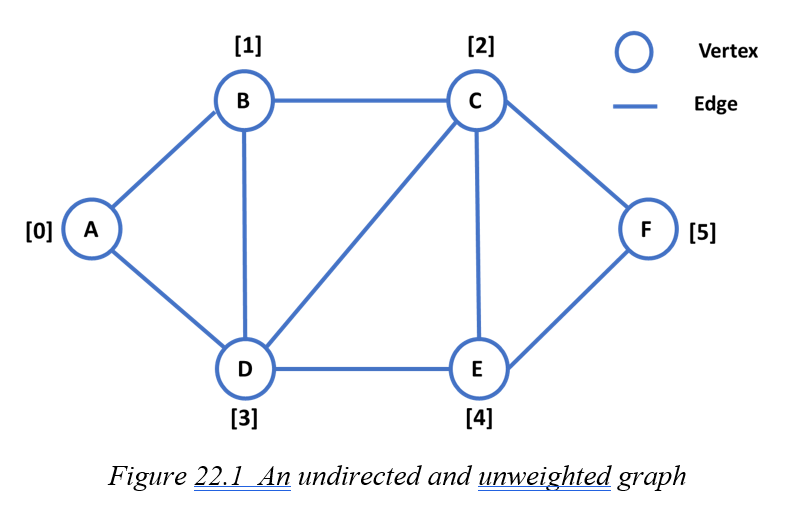 [1] [2] Vertex
B C
Edge
[0] A F [5]
D E
[3] [4]
Figure 22.1 An undirected and unweighted graph